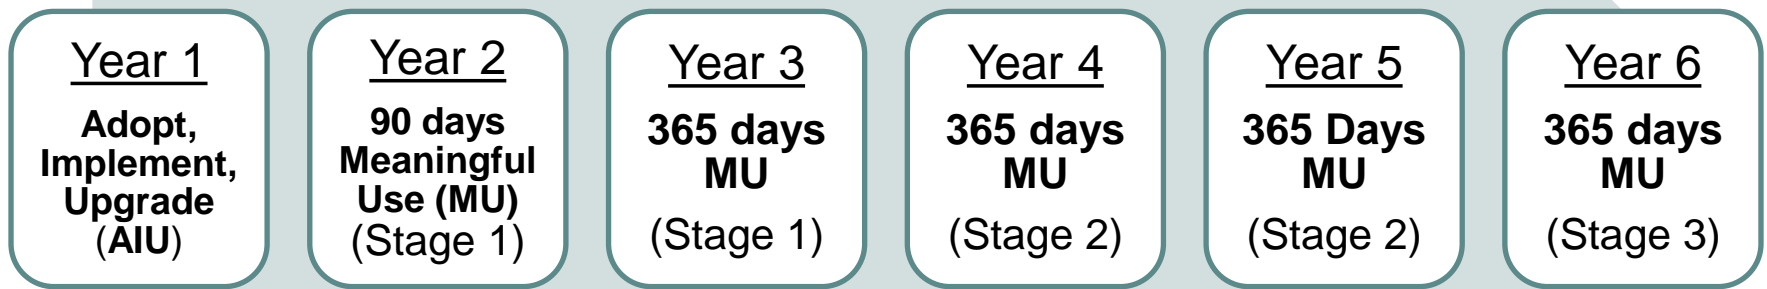 Year 1
Adopt,
Implement,
Upgrade
(AIU)
Year 2
90 days
Meaningful
Use (MU)
(Stage 1)
Year 3
365 days
MU
(Stage 1)
Year 4
365 days
MU
(Stage 2)
Year 5
365 Days
MU
(Stage 2)
Year 6
365 days
MU
(Stage 3)